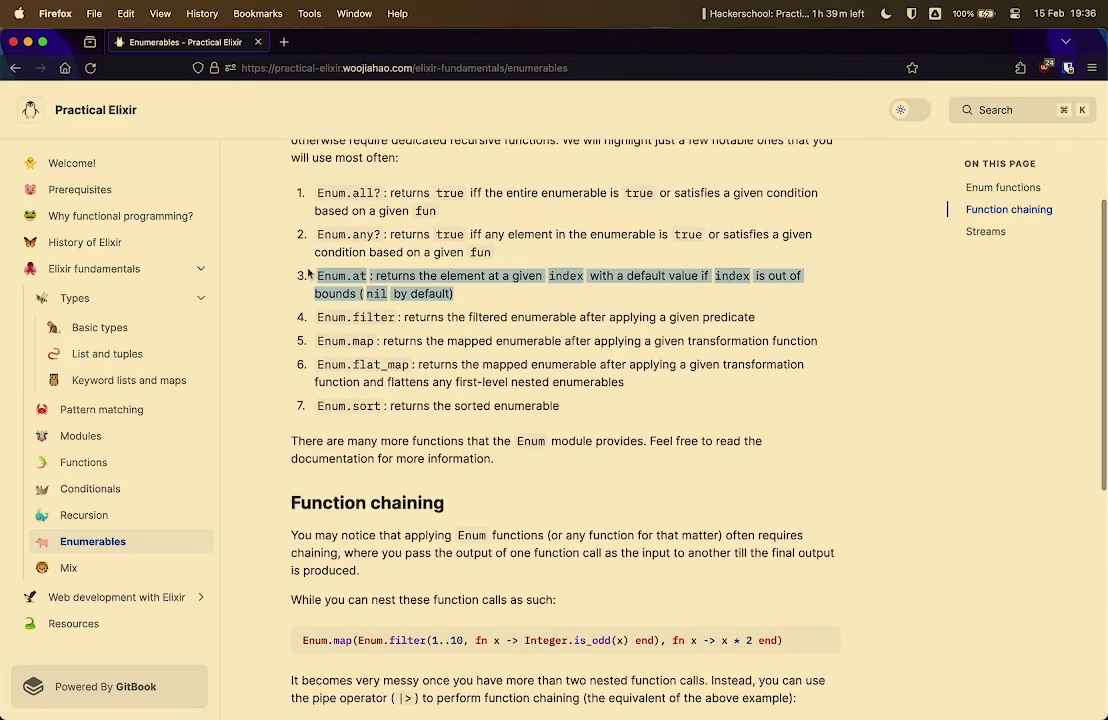 Firefox File Edit View History Bookmarks Tools Window Help Hackerschool: Practi... 1 h 39 m left 100% 15 Feb 19:36
Enumerables - Practical Elixir
https://practical-elixir.woojiahao.com/elixir-fundamentals/enumerables 24
Practical Elixir
Search ⌘ K
Welcome!
Prerequisites
Why functional programming?
History of Elixir
Elixir fundamentals
Types
Basic types
List and tuples
Keyword lists and maps
Pattern matching
Modules
Functions
Conditionals
Recursion
Enumerables
Mix
Web development with Elixir
Resources
Powered By GitBook
otherwise require dedicated recursive functions. We will highlight just a few notable ones that you
will use most often:
1. Enum.all? : returns true iff the entire enumerable is true or satisfies a given condition
based on a given fun
2. Enum.any? : returns true iff any element in the enumerable is true or satisfies a given
condition based on a given fun
3. Enum.at : returns the element at a given index with a default value if index is out of
bounds ( nil by default)
4. Enum.filter : returns the filtered enumerable after applying a given predicate
5. Enum.map : returns the mapped enumerable after applying a given transformation function
6. Enum.flat_map : returns the mapped enumerable after applying a given transformation
function and flattens any first-level nested enumerables
7. Enum.sort : returns the sorted enumerable
There are many more functions that the Enum module provides. Feel free to read the
documentation for more information.
Function chaining
You may notice that applying Enum functions (or any function for that matter) often requires
chaining, where you pass the output of one function call as the input to another till the final output
is produced.
While you can nest these function calls as such:
Enum.map(Enum.filter(1..10, fn x -> Integer.is_odd(x) end), fn x -> x * 2 end)
It becomes very messy once you have more than two nested function calls. Instead, you can use
the pipe operator ( |> ) to perform function chaining (the equivalent of the above example):
ON THIS PAGE
Enum functions
Function chaining
Streams